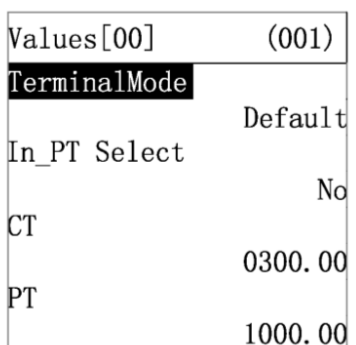 Values[00] (001)
TerminalMode
Default
In_PT Select
No
CT
0300.00
PT
1000.00